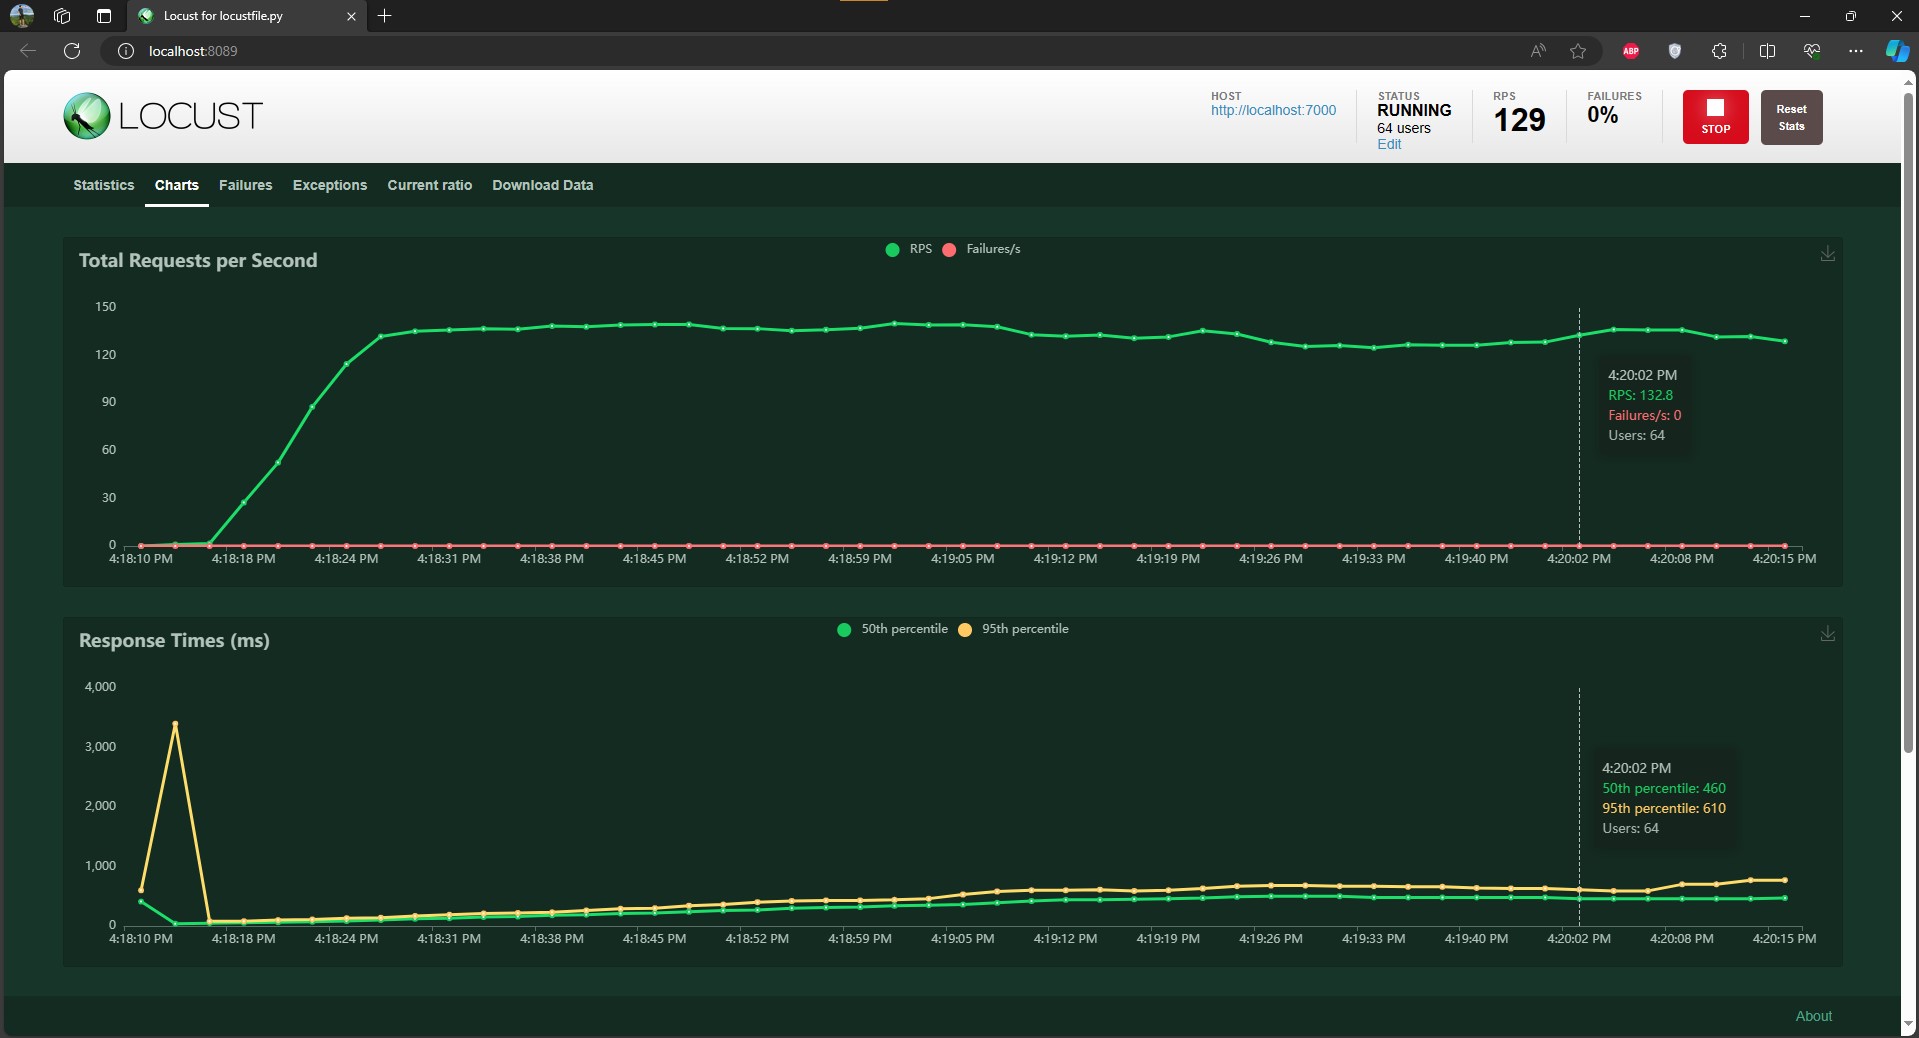 Locust for locustfile.py
localhost:8089
ABP
LOCUST
HOST
http://localhost:7000
STATUS
RUNNING
64 users
Edit
RPS
129
FAILURES
0%
STOP
Reset
Stats
Statistics Charts Failures Exceptions Current ratio Download Data
Total Requests per Second
RPS Failures/s
150
120
90
60
30
0
4:20:02 PM
RPS: 132.8
Failures/s: 0
Users: 64
4:18:10 PM 4:18:18 PM 4:18:24 PM 4:18:31 PM 4:18:38 PM 4:18:45 PM 4:18:52 PM 4:18:59 PM 4:19:05 PM 4:19:12 PM 4:19:19 PM 4:19:26 PM 4:19:33 PM 4:19:40 PM 4:20:02 PM 4:20:08 PM 4:20:15 PM
Response Times (ms)
50th percentile 95th percentile
4,000
3,000
2,000
1,000
0
4:20:02 PM
50th percentile: 460
95th percentile: 610
Users: 64
4:18:10 PM 4:18:18 PM 4:18:24 PM 4:18:31 PM 4:18:38 PM 4:18:45 PM 4:18:52 PM 4:18:59 PM 4:19:05 PM 4:19:12 PM 4:19:19 PM 4:19:26 PM 4:19:33 PM 4:19:40 PM 4:20:02 PM 4:20:08 PM 4:20:15 PM
About